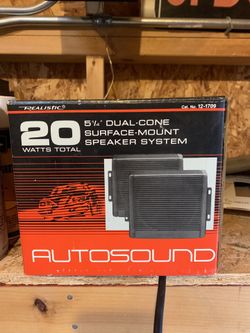 REALISTIC®
Cat. No. 12-1709
20
WATTS TOTAL
5¼" DUAL-CONE
SURFACE-MOUNT
SPEAKER SYSTEM
AUTOSOUND